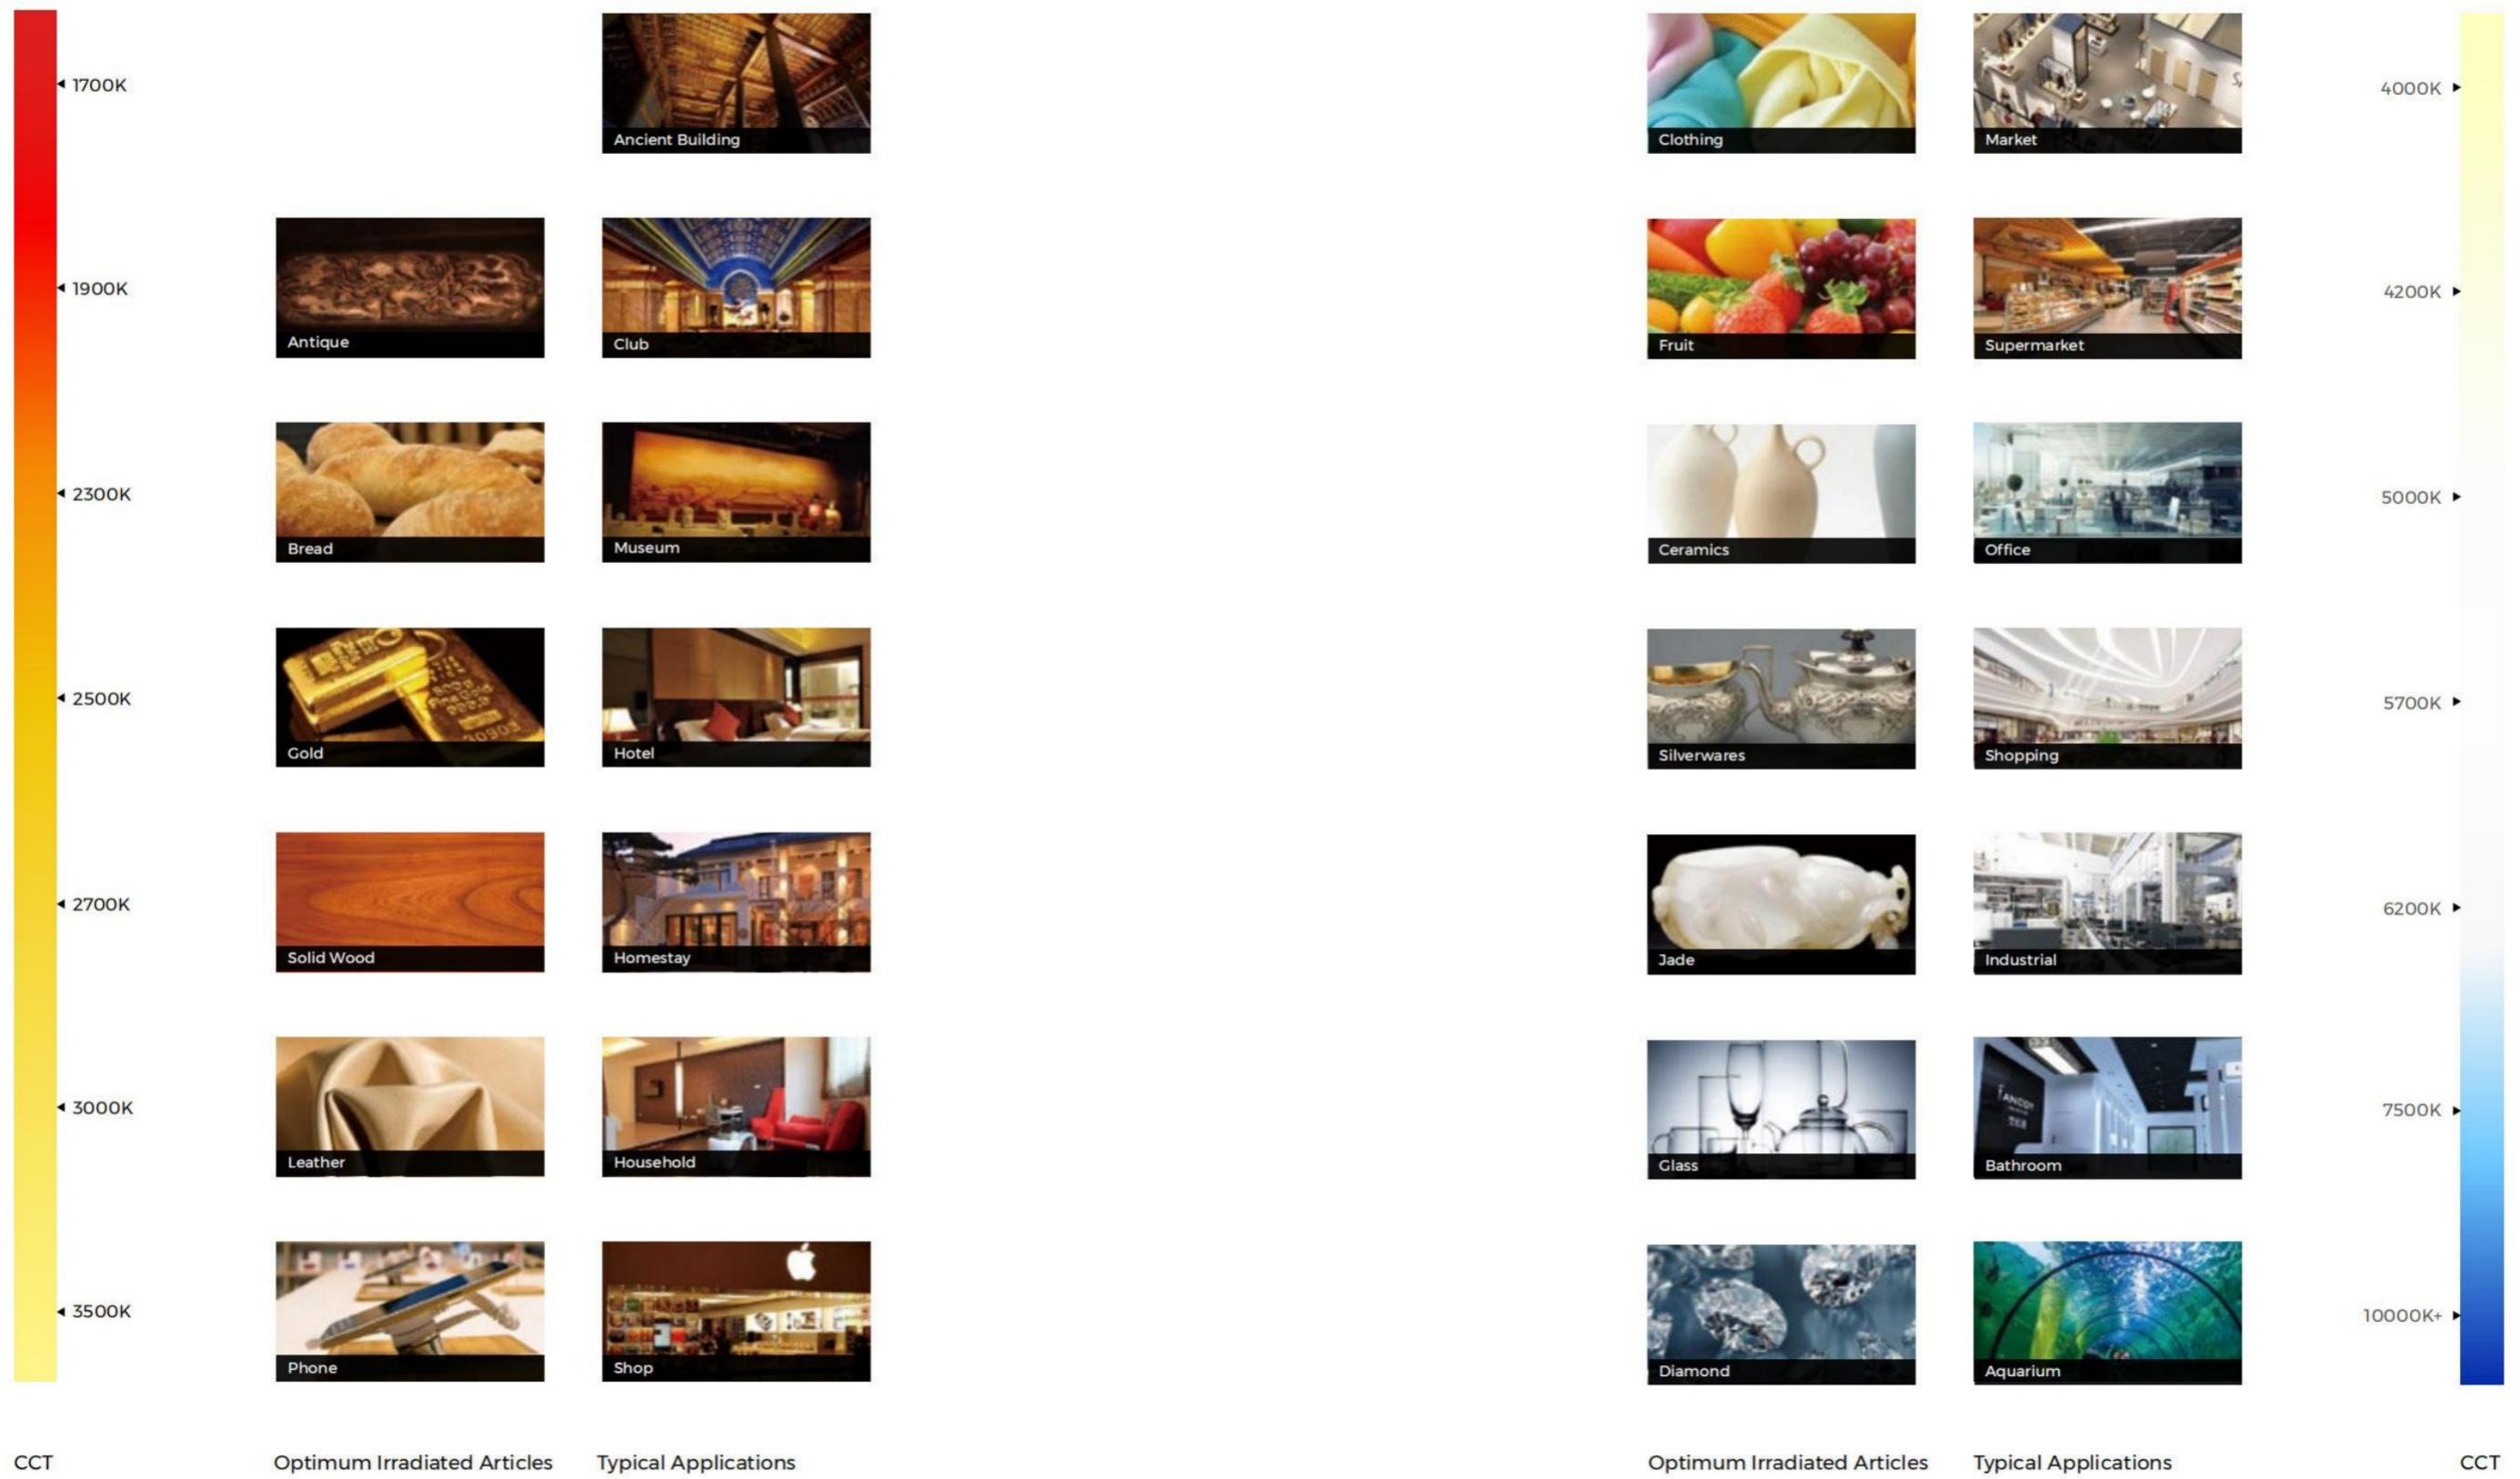 1700K
Ancient Building
1900K
Antique
Club
2300K
Bread
Museum
2500K
Gold
Hotel
2700K
Solid Wood
Homestay
3000K
Leather
Household
3500K
Phone
Shop
CCT
Optimum Irradiated Articles
Typical Applications
Clothing
Market
4000K
Fruit
Supermarket
4200K
Ceramics
Office
5000K
Silverwares
Shopping
5700K
Jade
Industrial
6200K
Glass
Bathroom
7500K
Diamond
Aquarium
10000K+
Optimum Irradiated Articles
Typical Applications
CCT